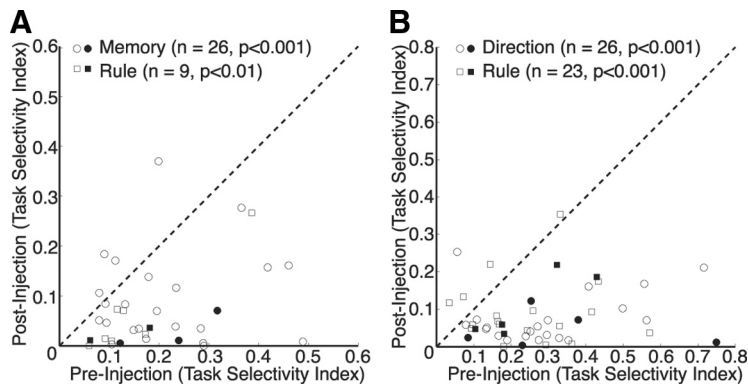 A
Post-Injection (Task Selectivity Index)
0.6
0.5
0.4
0.3
0.2
0.1
0
Memory (n = 26, p<0.001)
Rule (n = 9, p<0.01)
0.1 0.2 0.3 0.4 0.5 0.6
Pre-Injection (Task Selectivity Index)
B
Post-Injection (Task Selectivity Index)
0.8
0.7
0.6
0.5
0.4
0.3
0.2
0.1
0
Direction (n = 26, p<0.001)
Rule (n = 23, p<0.001)
0.1 0.2 0.3 0.4 0.5 0.6 0.7 0.8
Pre-Injection (Task Selectivity Index)